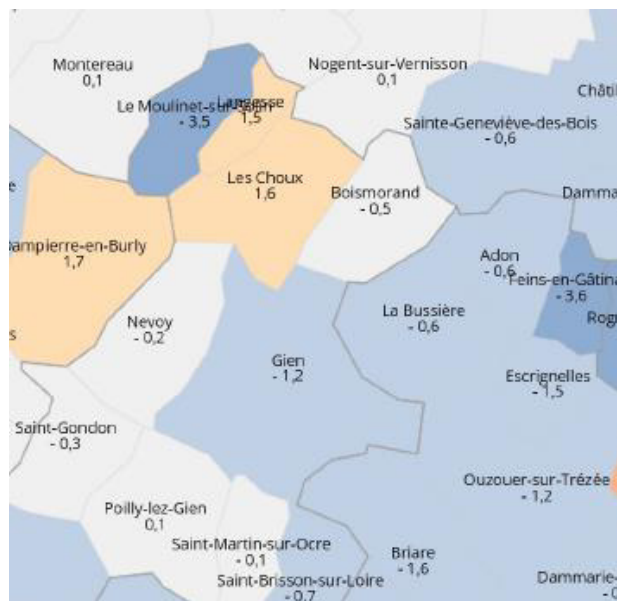 Montereau
0,1
Nogent-sur-Vernisson
0,1
Le Moulinet-sur-Solin
- 3,5
Langesse
1,5
Sainte-Geneviève-des-Bois
- 0,6
Les Choux
1,6
Boismorand
- 0,5
Dampierre-en-Burly
1,7
Adon
- 0,6
- 3,6
La Bussière
- 0,6
Nevoy
- 0,2
Gien
- 1,2
Escrignelles
- 1,5
Saint-Gondon
- 0,3
Ouzouer-sur-Trézée
- 1,2
Poilly-lez-Gien
0,1
Saint-Martin-sur-Ocre
- 0,1
Briare
- 1,6
Saint-Brisson-sur-Loire
- 0,7
Dammarie-